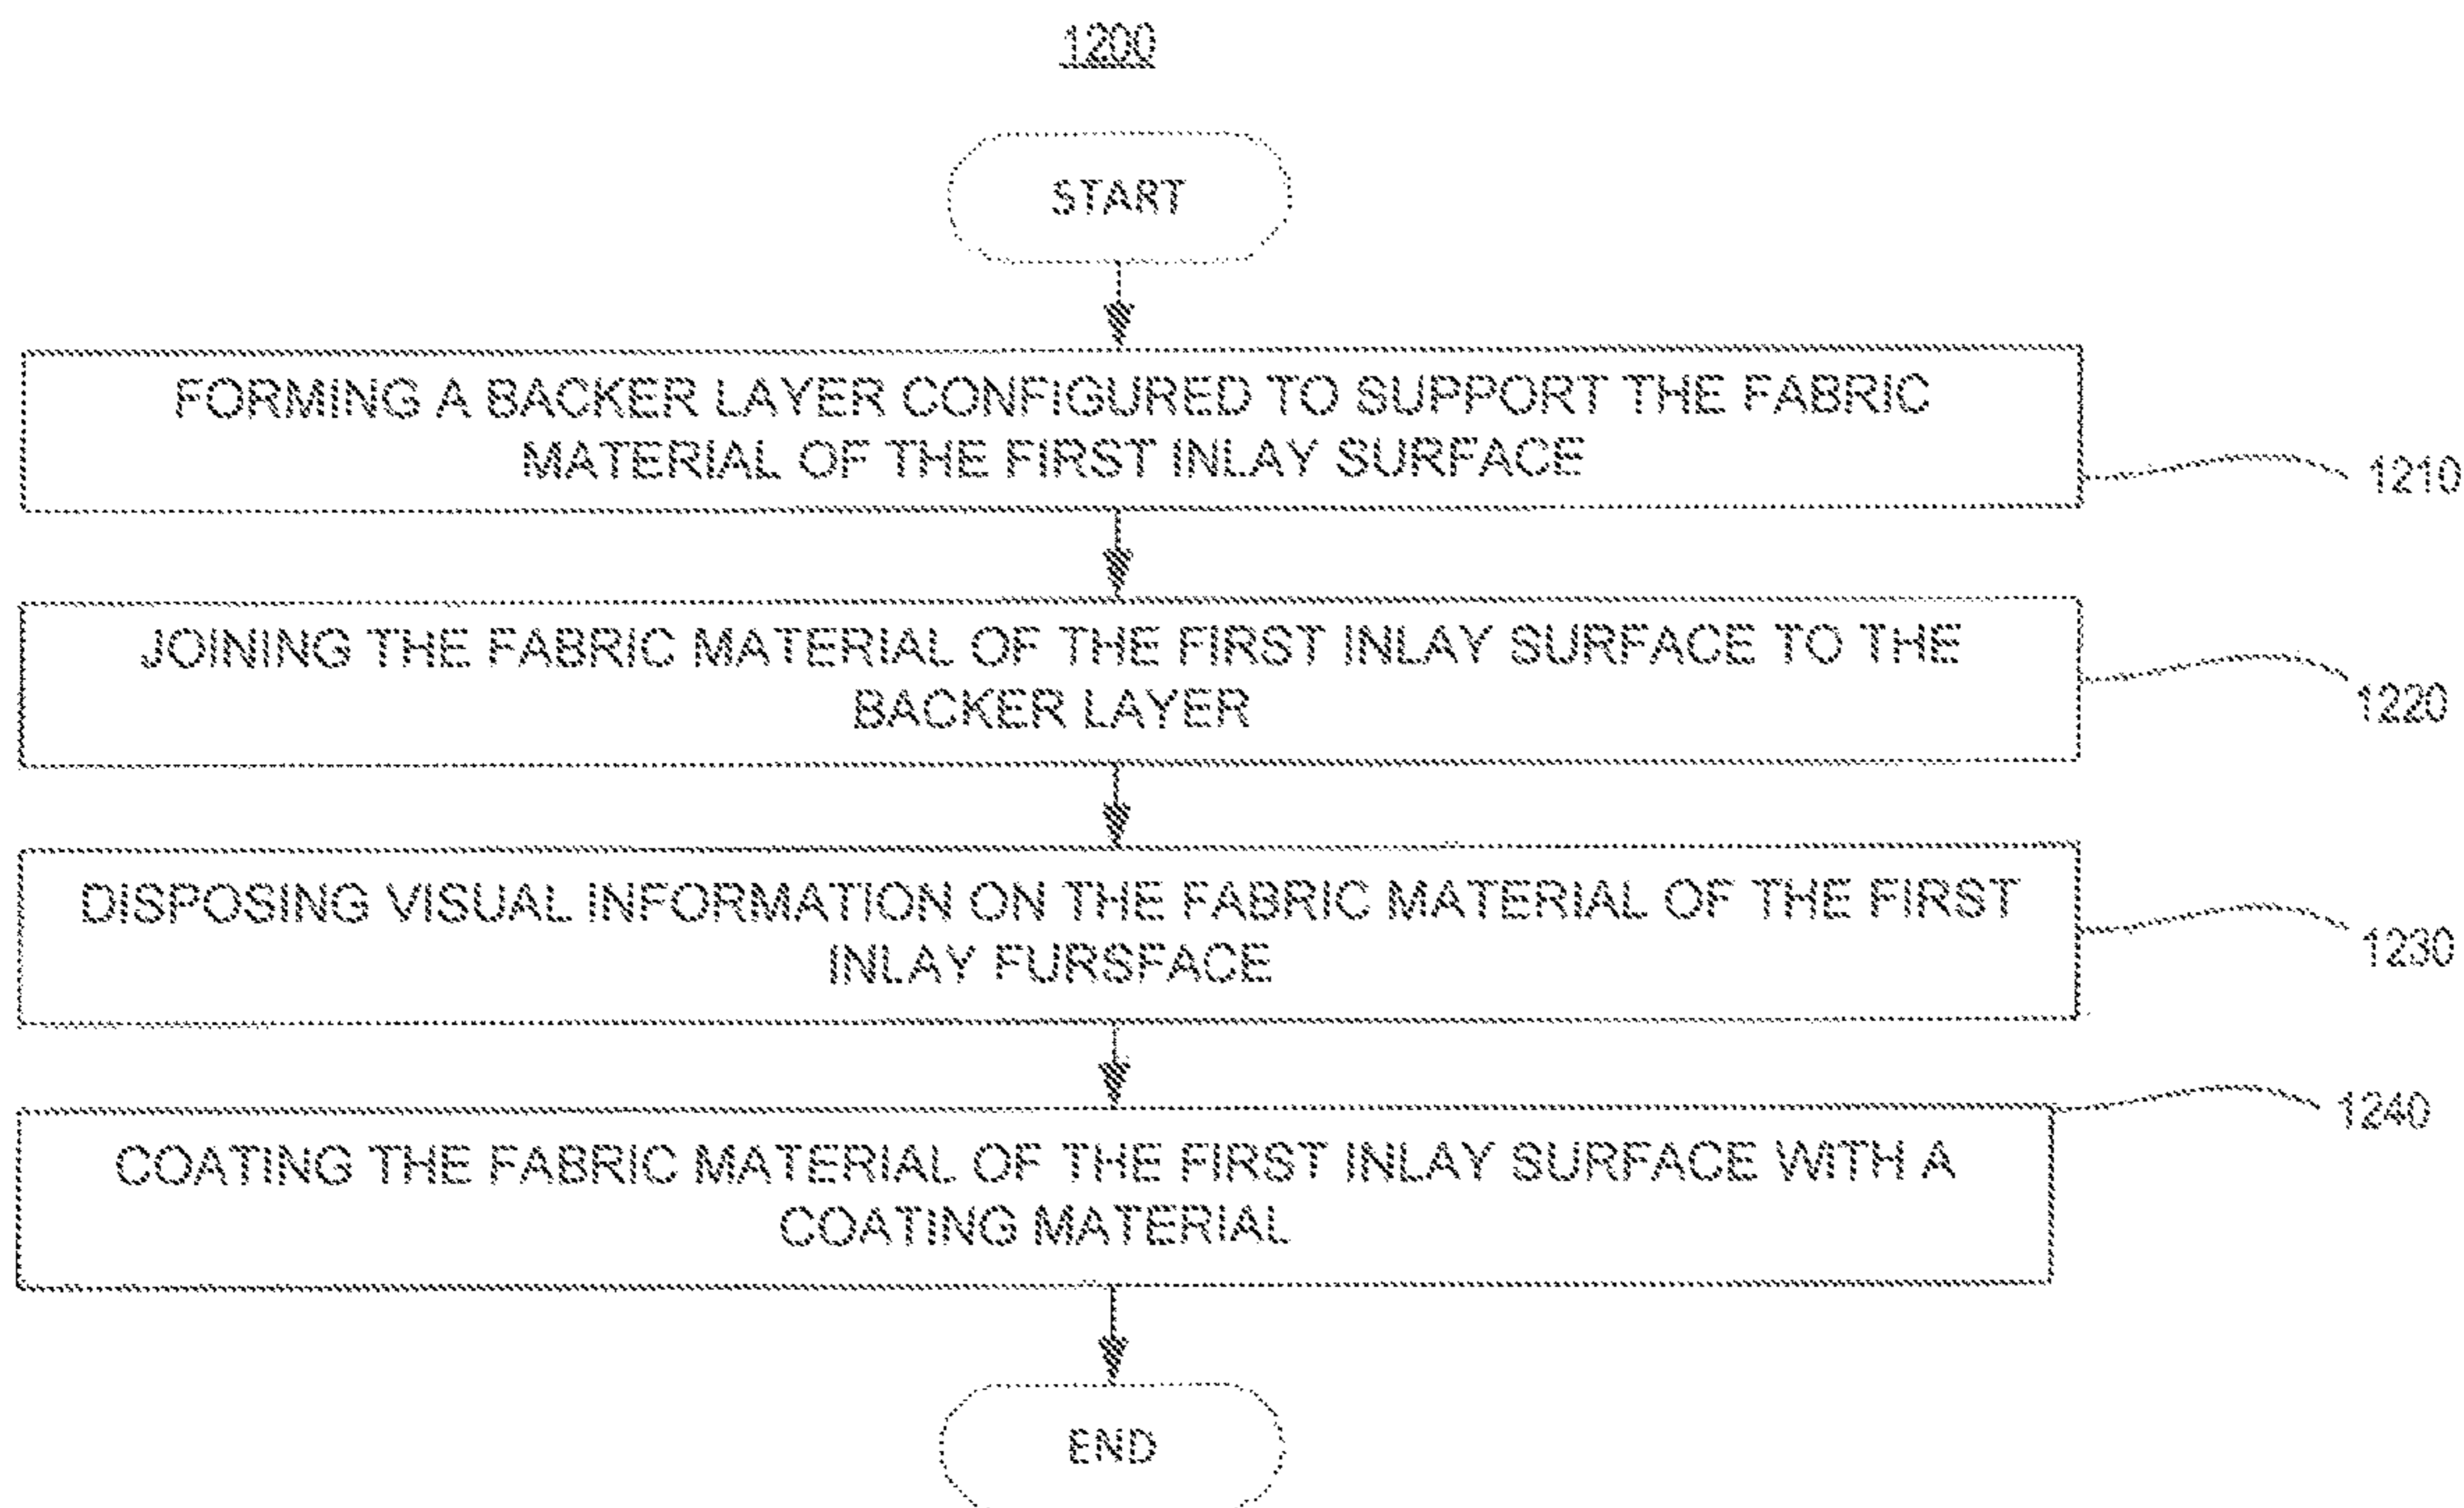 1200
START
FORMING A BACKER LAYER CONFIGURED TO SUPPORT THE FABRIC
MATERIAL OF THE FIRST INLAY SURFACE
1210
JOINING THE FABRIC MATERIAL OF THE FIRST INLAY SURFACE TO THE
BACKER LAYER
1220
DISPOSING VISUAL INFORMATION ON THE FABRIC MATERIAL OF THE FIRST
INLAY FURSFACE
1230
COATING THE FABRIC MATERIAL OF THE FIRST INLAY SURFACE WITH A
COATING MATERIAL
1240
END